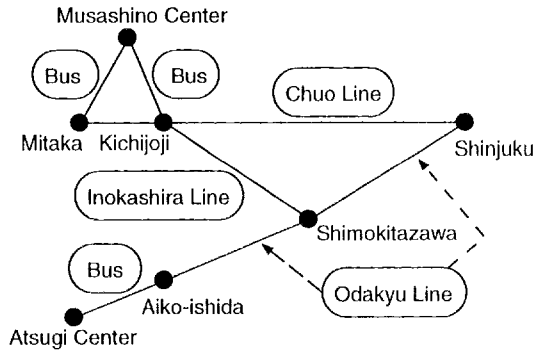 Musashino Center
Bus
Bus
Chuo Line
Mitaka
Kichijoji
Shinjuku
Inokashira Line
Shimokitazawa
Bus
Odakyu Line
Aiko-ishida
Atsugi Center